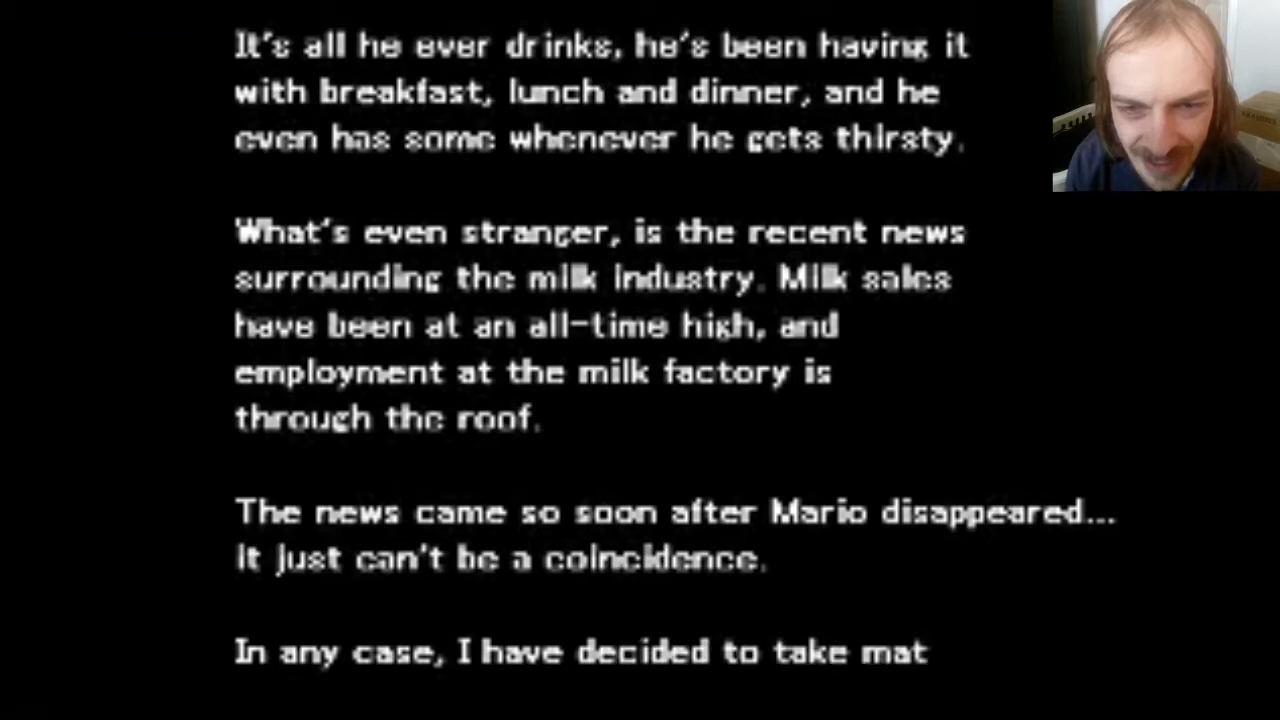 It's all he ever drinks, he's been having it
with breakfast, lunch and dinner, and he
even has some whenever he gets thirsty.
What's even stranger, is the recent news
surrounding the milk industry. Milk sales
have been at an all-time high, and
employment at the milk factory is
through the roof.
The news came so soon after Mario disappeared...
it just can't be a coincidence.
In any case, I have decided to take mat